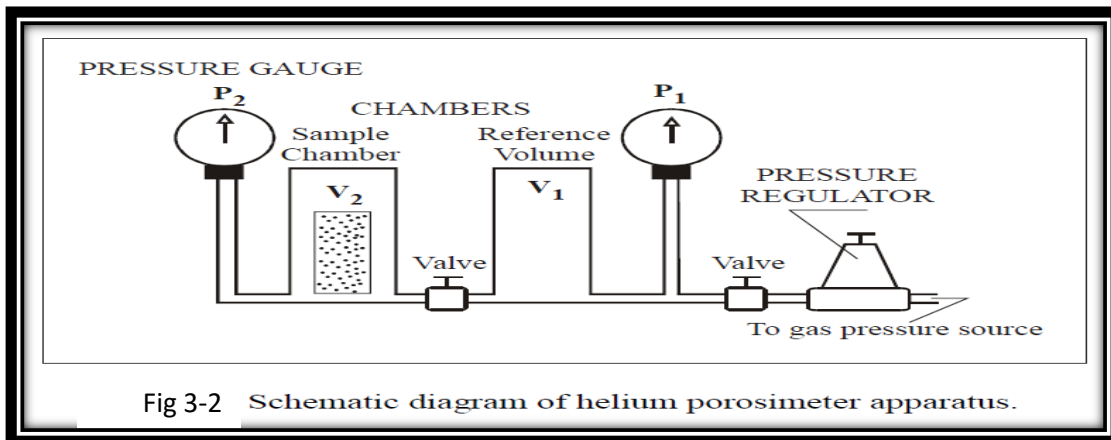 PRESSURE GAUGE
P2
CHAMBERS
P1
Sample
Chamber
Reference
Volume
PRESSURE
REGULATOR
V2
V1
Valve
Valve
To gas pressure source
Fig 3-2 Schematic diagram of helium porosimeter apparatus.